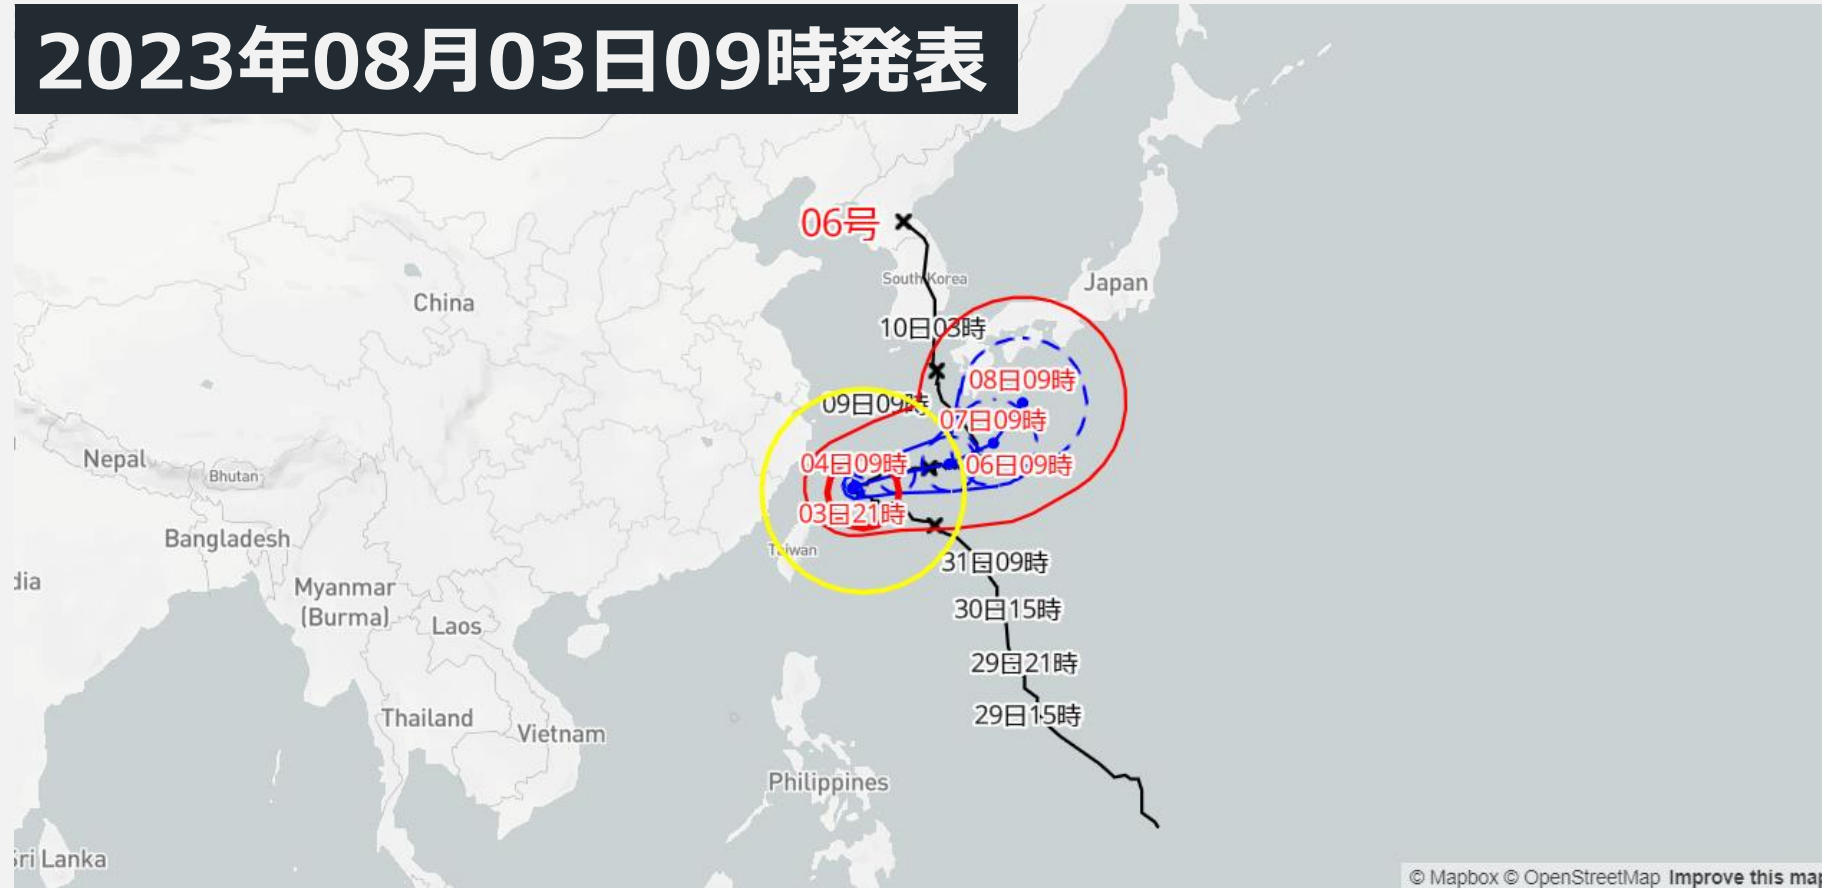 2023年08月03日09時発表
06号
South Korea
Japan
China
10日03時
08日09時
09日09時
07日09時
Nepal
04日09時
06日09時
Bhutan
03日21時
Bangladesh
Taiwan
31日09時
dia
Myanmar
(Burma)
30日15時
Laos
29日21時
29日15時
Thailand
Vietnam
Philippines
Sri Lanka
© Mapbox © OpenStreetMap Improve this map